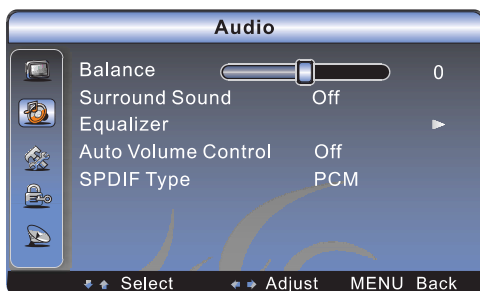 Audio
Balance 0
Surround Sound Off
Equalizer
Auto Volume Control Off
SPDIF Type PCM
Select Adjust MENU Back